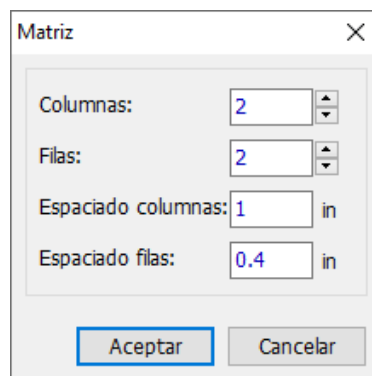 Matriz
Columnas: 2
Filas: 2
Espaciado columnas: 1 in
Espaciado filas: 0.4 in
Aceptar Cancelar